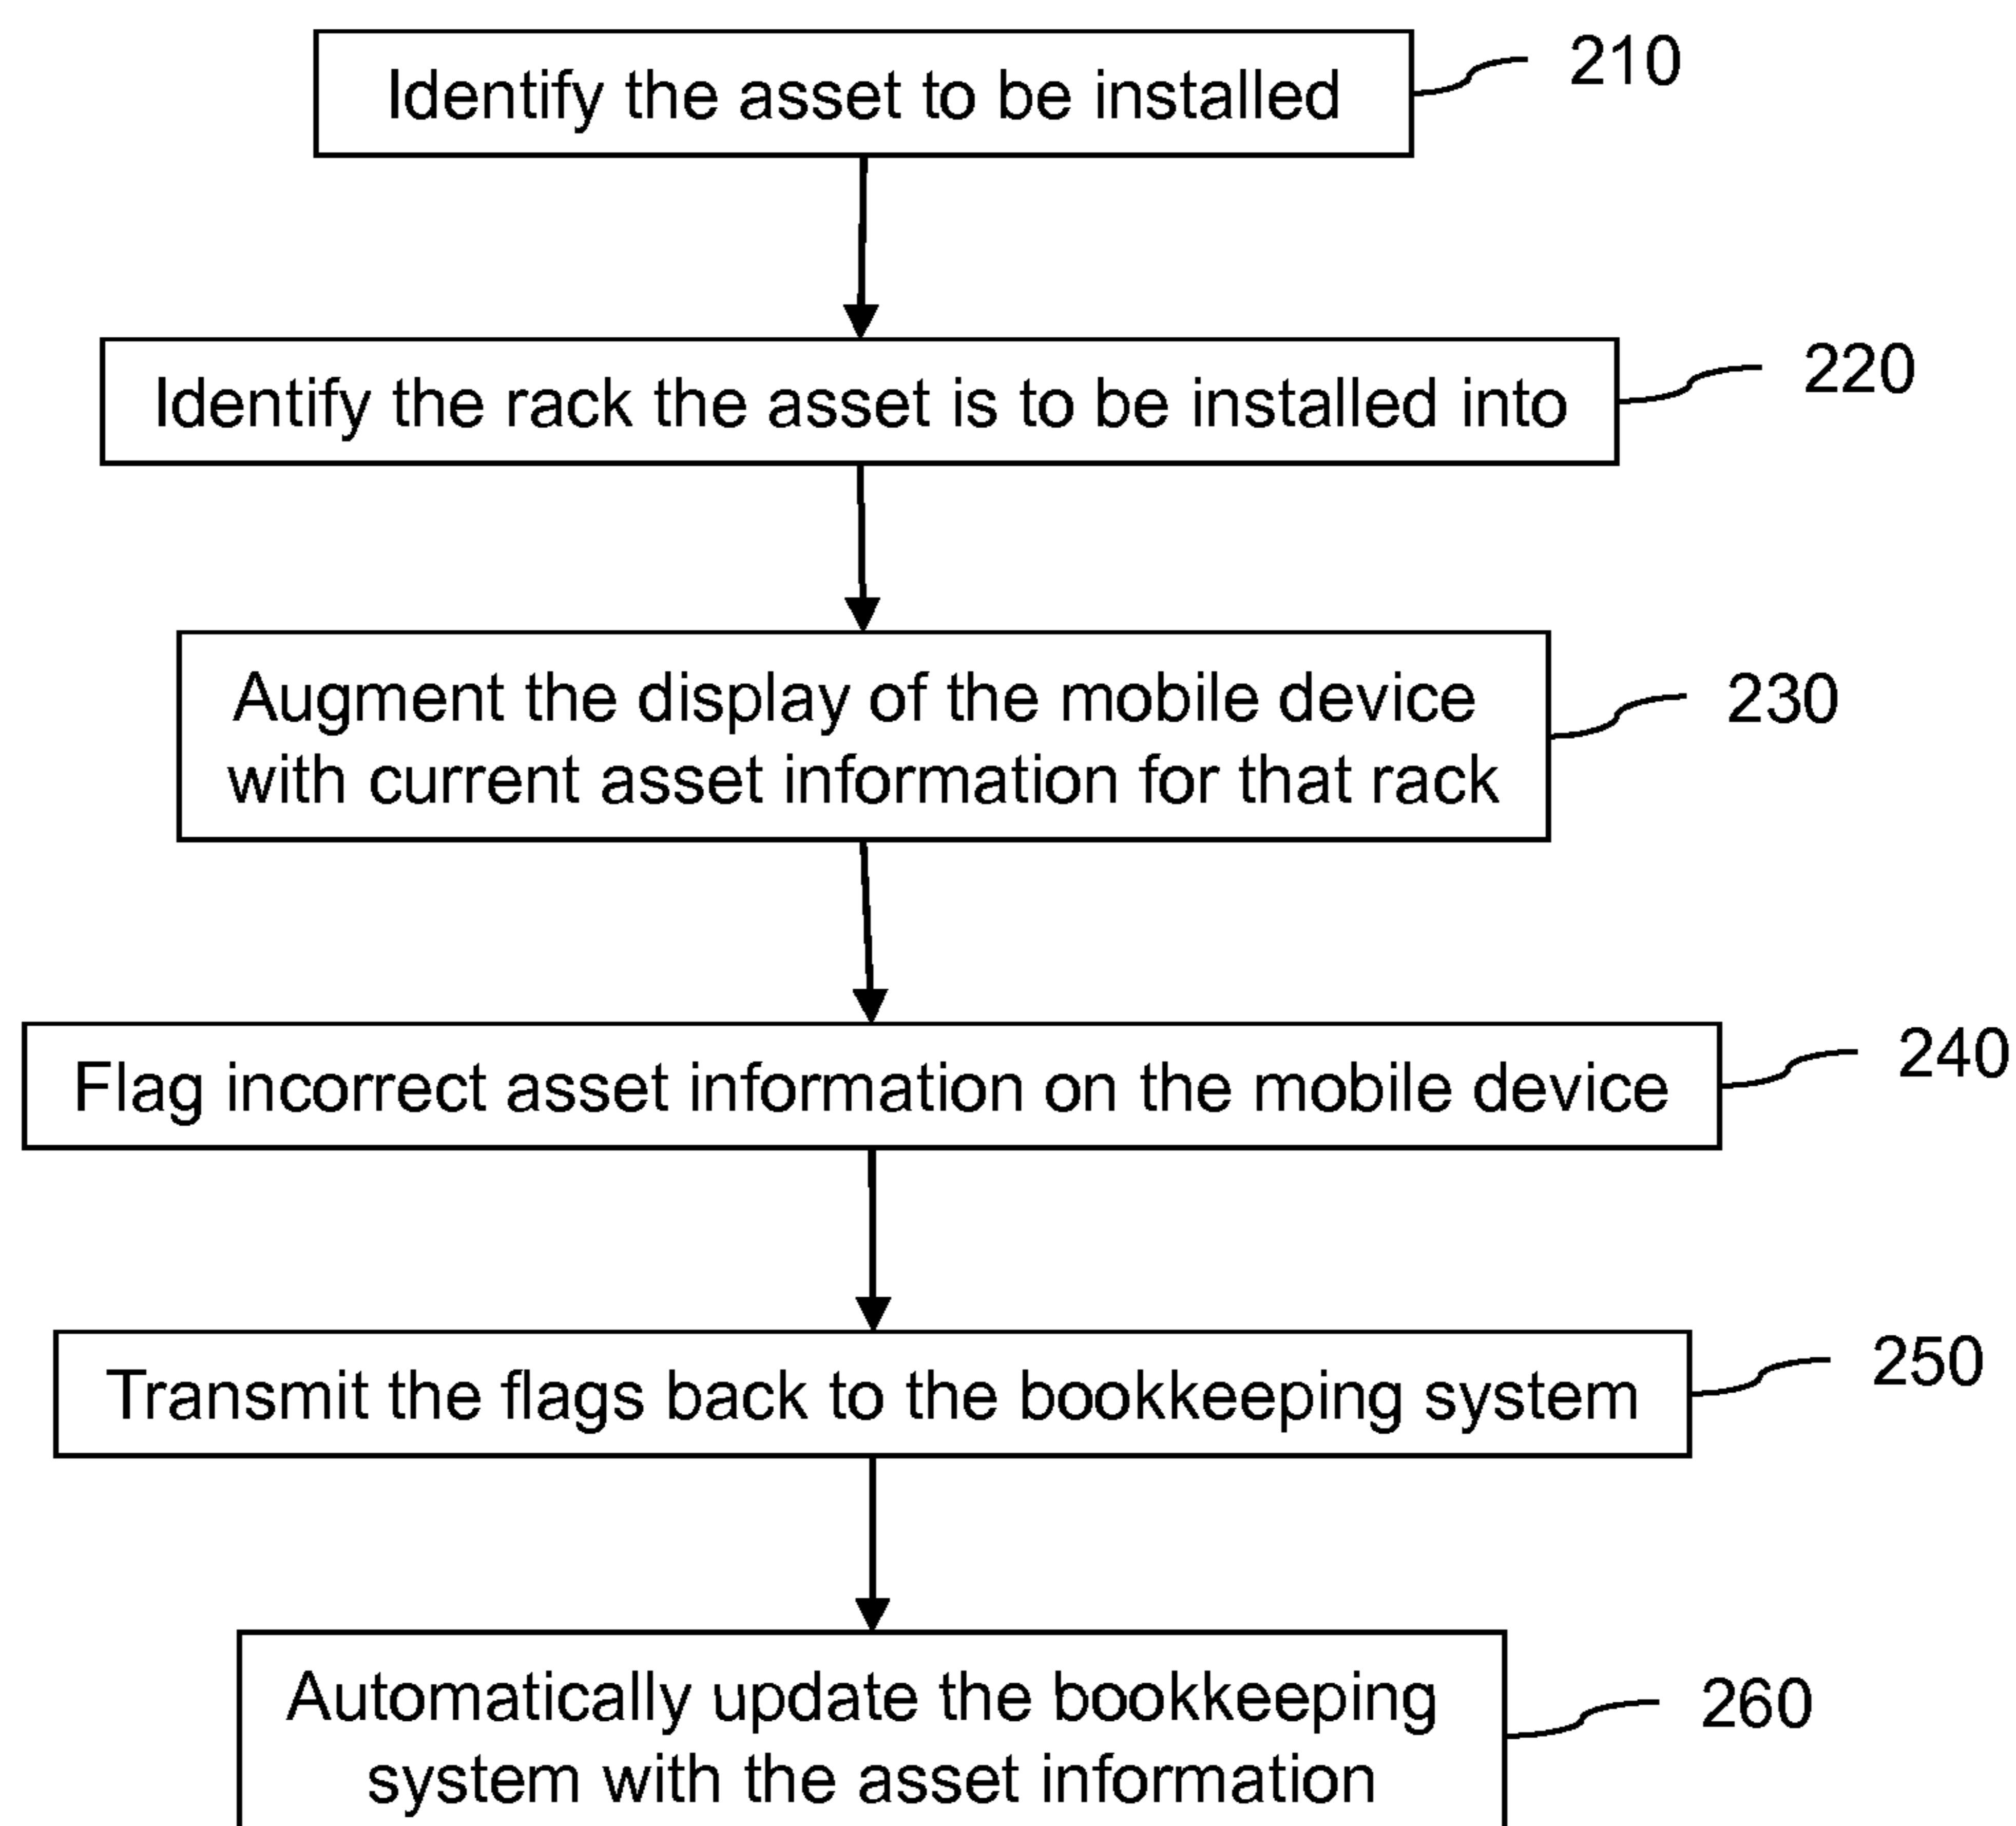 Identify the asset to be installed
210
Identify the rack the asset is to be installed into
220
Augment the display of the mobile device
with current asset information for that rack
230
Flag incorrect asset information on the mobile device
240
Transmit the flags back to the bookkeeping system
250
Automatically update the bookkeeping
system with the asset information
260